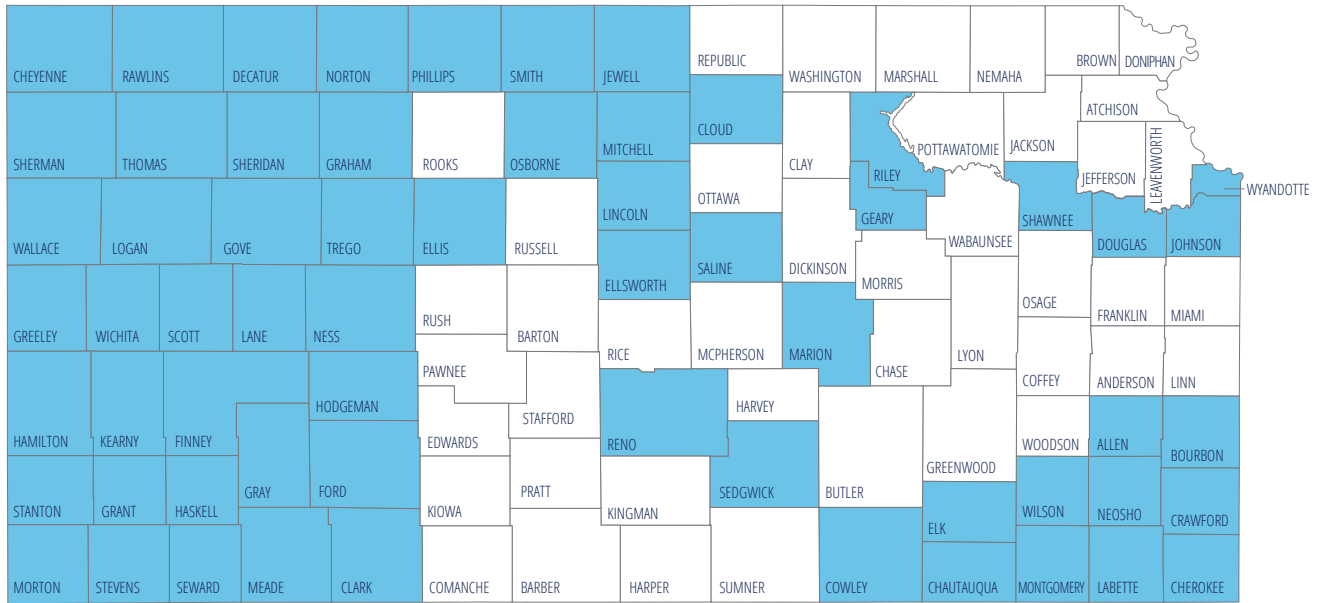 REPUBLIC
BROWN
DONIPHAN
CHEYENNE
RAWLINS
DECATUR
NORTON
PHILLIPS
SMITH
JEWELL
WASHINGTON
MARSHALL
NEMAHA
ATCHISON
CLOUD
JACKSON
MITCHELL
POTTAWATOMIE
SHERMAN
THOMAS
SHERIDAN
GRAHAM
ROOKS
OSBORNE
CLAY
LEAVENWORTH
RILEY
JEFFERSON
WYANDOTTE
OTTAWA
LINCOLN
GEARY
SHAWNEE
WALLACE
LOGAN
GOVE
TREGO
ELLIS
RUSSELL
WABAUNSEE
DOUGLAS
JOHNSON
SALINE
DICKINSON
ELLSWORTH
MORRIS
OSAGE
FRANKLIN
MIAMI
RUSH
GREELEY
WICHITA
SCOTT
LANE
NESS
BARTON
RICE
MCPHERSON
MARION
LYON
PAWNEE
CHASE
COFFEY
ANDERSON
LINN
HODGEMAN
HARVEY
STAFFORD
HAMILTON
KEARNY
FINNEY
EDWARDS
RENO
WOODSON
ALLEN
BOURBON
GREENWOOD
GRAY
FORD
PRATT
SEDGWICK
BUTLER
STANTON
GRANT
HASKELL
KIOWA
KINGMAN
WILSON
NEOSHO
CRAWFORD
ELK
MORTON
STEVENS
SEWARD
MEADE
CLARK
COMANCHE
BARBER
HARPER
SUMNER
COWLEY
CHAUTAUQUA
MONTGOMERY
LABETTE
CHEROKEE